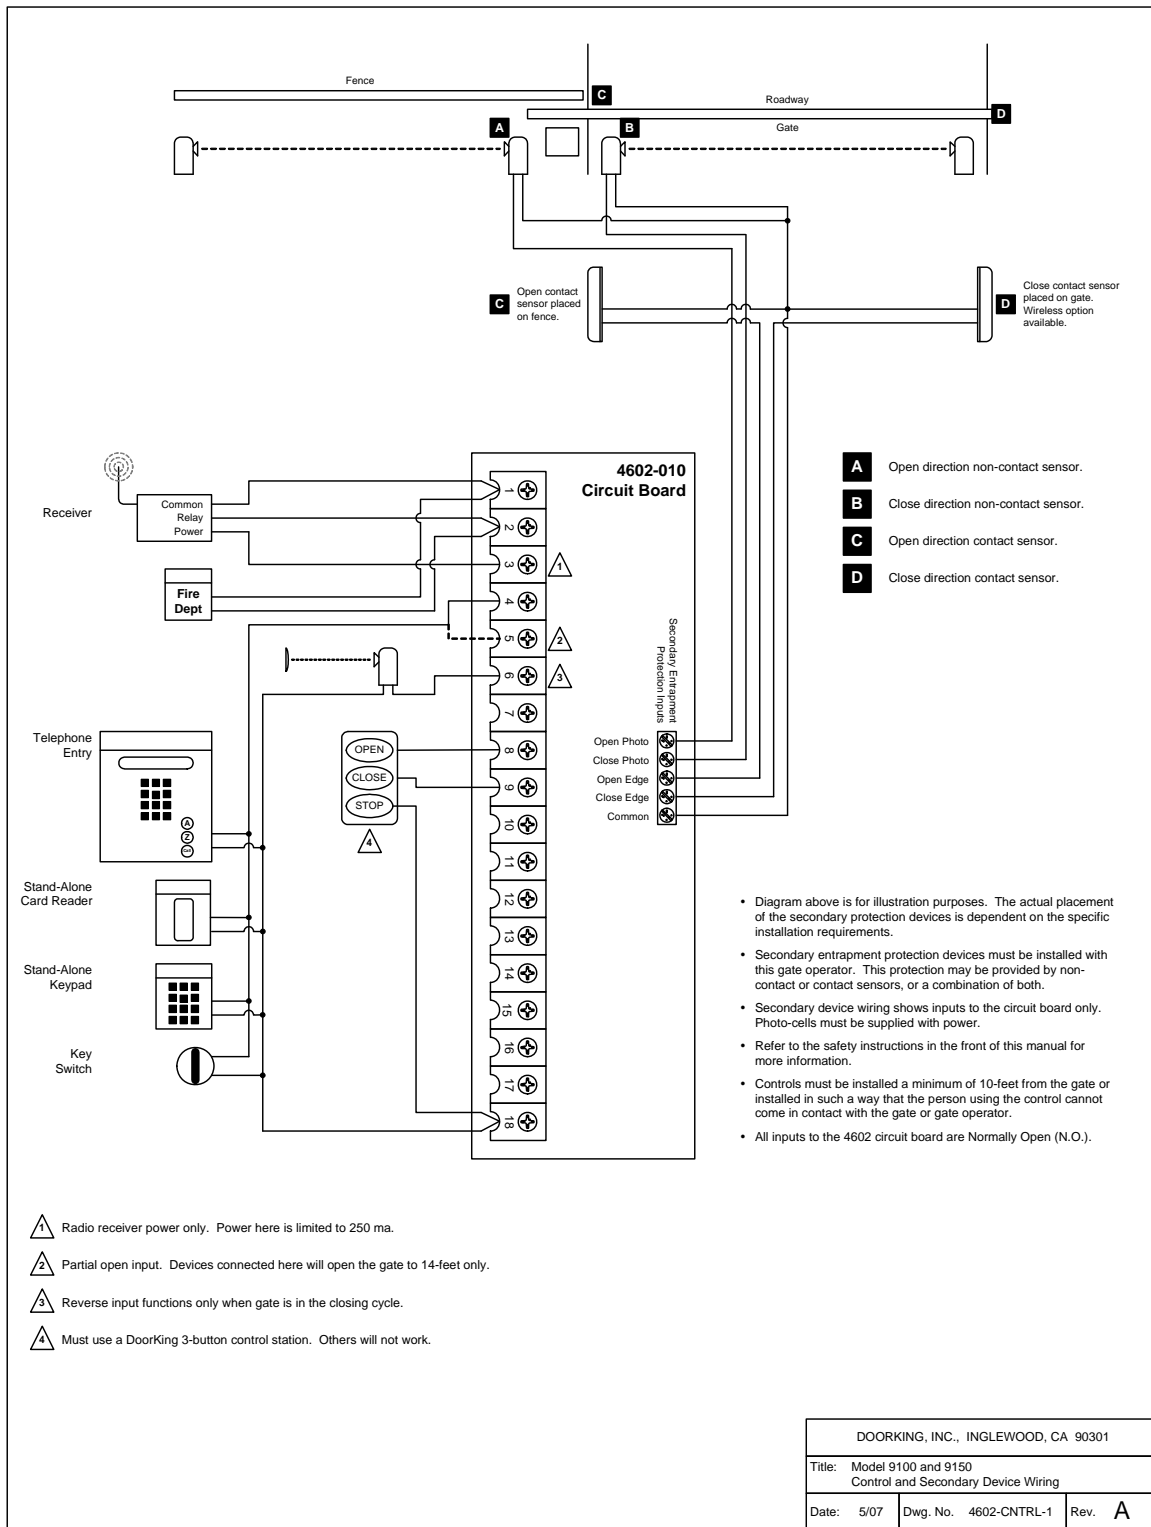 Fence
C
Roadway
D
A
B
Gate
C
Open contact
sensor placed
on fence.
D
Close contact sensor
placed on gate.
Wireless option
available.
4602-010
Circuit Board
A Open direction non-contact sensor.
B Close direction non-contact sensor.
C Open direction contact sensor.
D Close direction contact sensor.
Receiver
Common
Relay
Power
Fire
Dept
1
2
3
4
5
6
7
8
9
10
11
12
13
14
15
16
17
18
1
2
3
Secondary Entrapment
Protection Inputs
Open Photo
Close Photo
Open Edge
Close Edge
Common
Telephone
Entry
A
Z
Call
OPEN
CLOSE
STOP
4
Stand-Alone
Card Reader
Stand-Alone
Keypad
Key
Switch
• Diagram above is for illustration purposes. The actual placement
of the secondary protection devices is dependent on the specific
installation requirements.
• Secondary entrapment protection devices must be installed with
this gate operator. This protection may be provided by non-
contact or contact sensors, or a combination of both.
• Secondary device wiring shows inputs to the circuit board only.
Photo-cells must be supplied with power.
• Refer to the safety instructions in the front of this manual for
more information.
• Controls must be installed a minimum of 10-feet from the gate or
installed in such a way that the person using the control cannot
come in contact with the gate or gate operator.
• All inputs to the 4602 circuit board are Normally Open (N.O.).
1 Radio receiver power only. Power here is limited to 250 ma.
2 Partial open input. Devices connected here will open the gate to 14-feet only.
3 Reverse input functions only when gate is in the closing cycle.
4 Must use a DoorKing 3-button control station. Others will not work.
DOORKING, INC., INGLEWOOD, CA 90301
Title: Model 9100 and 9150
Control and Secondary Device Wiring
Date: 5/07 Dwg. No. 4602-CNTRL-1 Rev. A